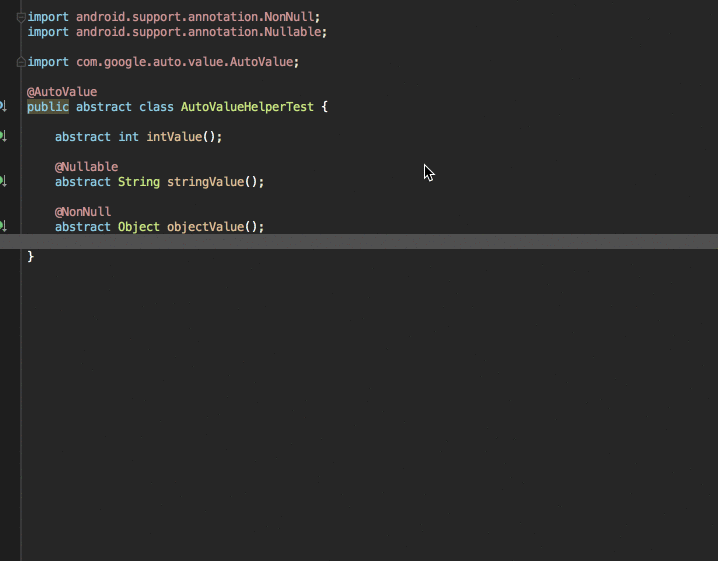 import android.support.annotation.NonNull;
import android.support.annotation.Nullable;
import com.google.auto.value.AutoValue;
@AutoValue
public abstract class AutoValueHelperTest {
abstract int intValue();
@Nullable
abstract String stringValue();
@NonNull
abstract Object objectValue();
}